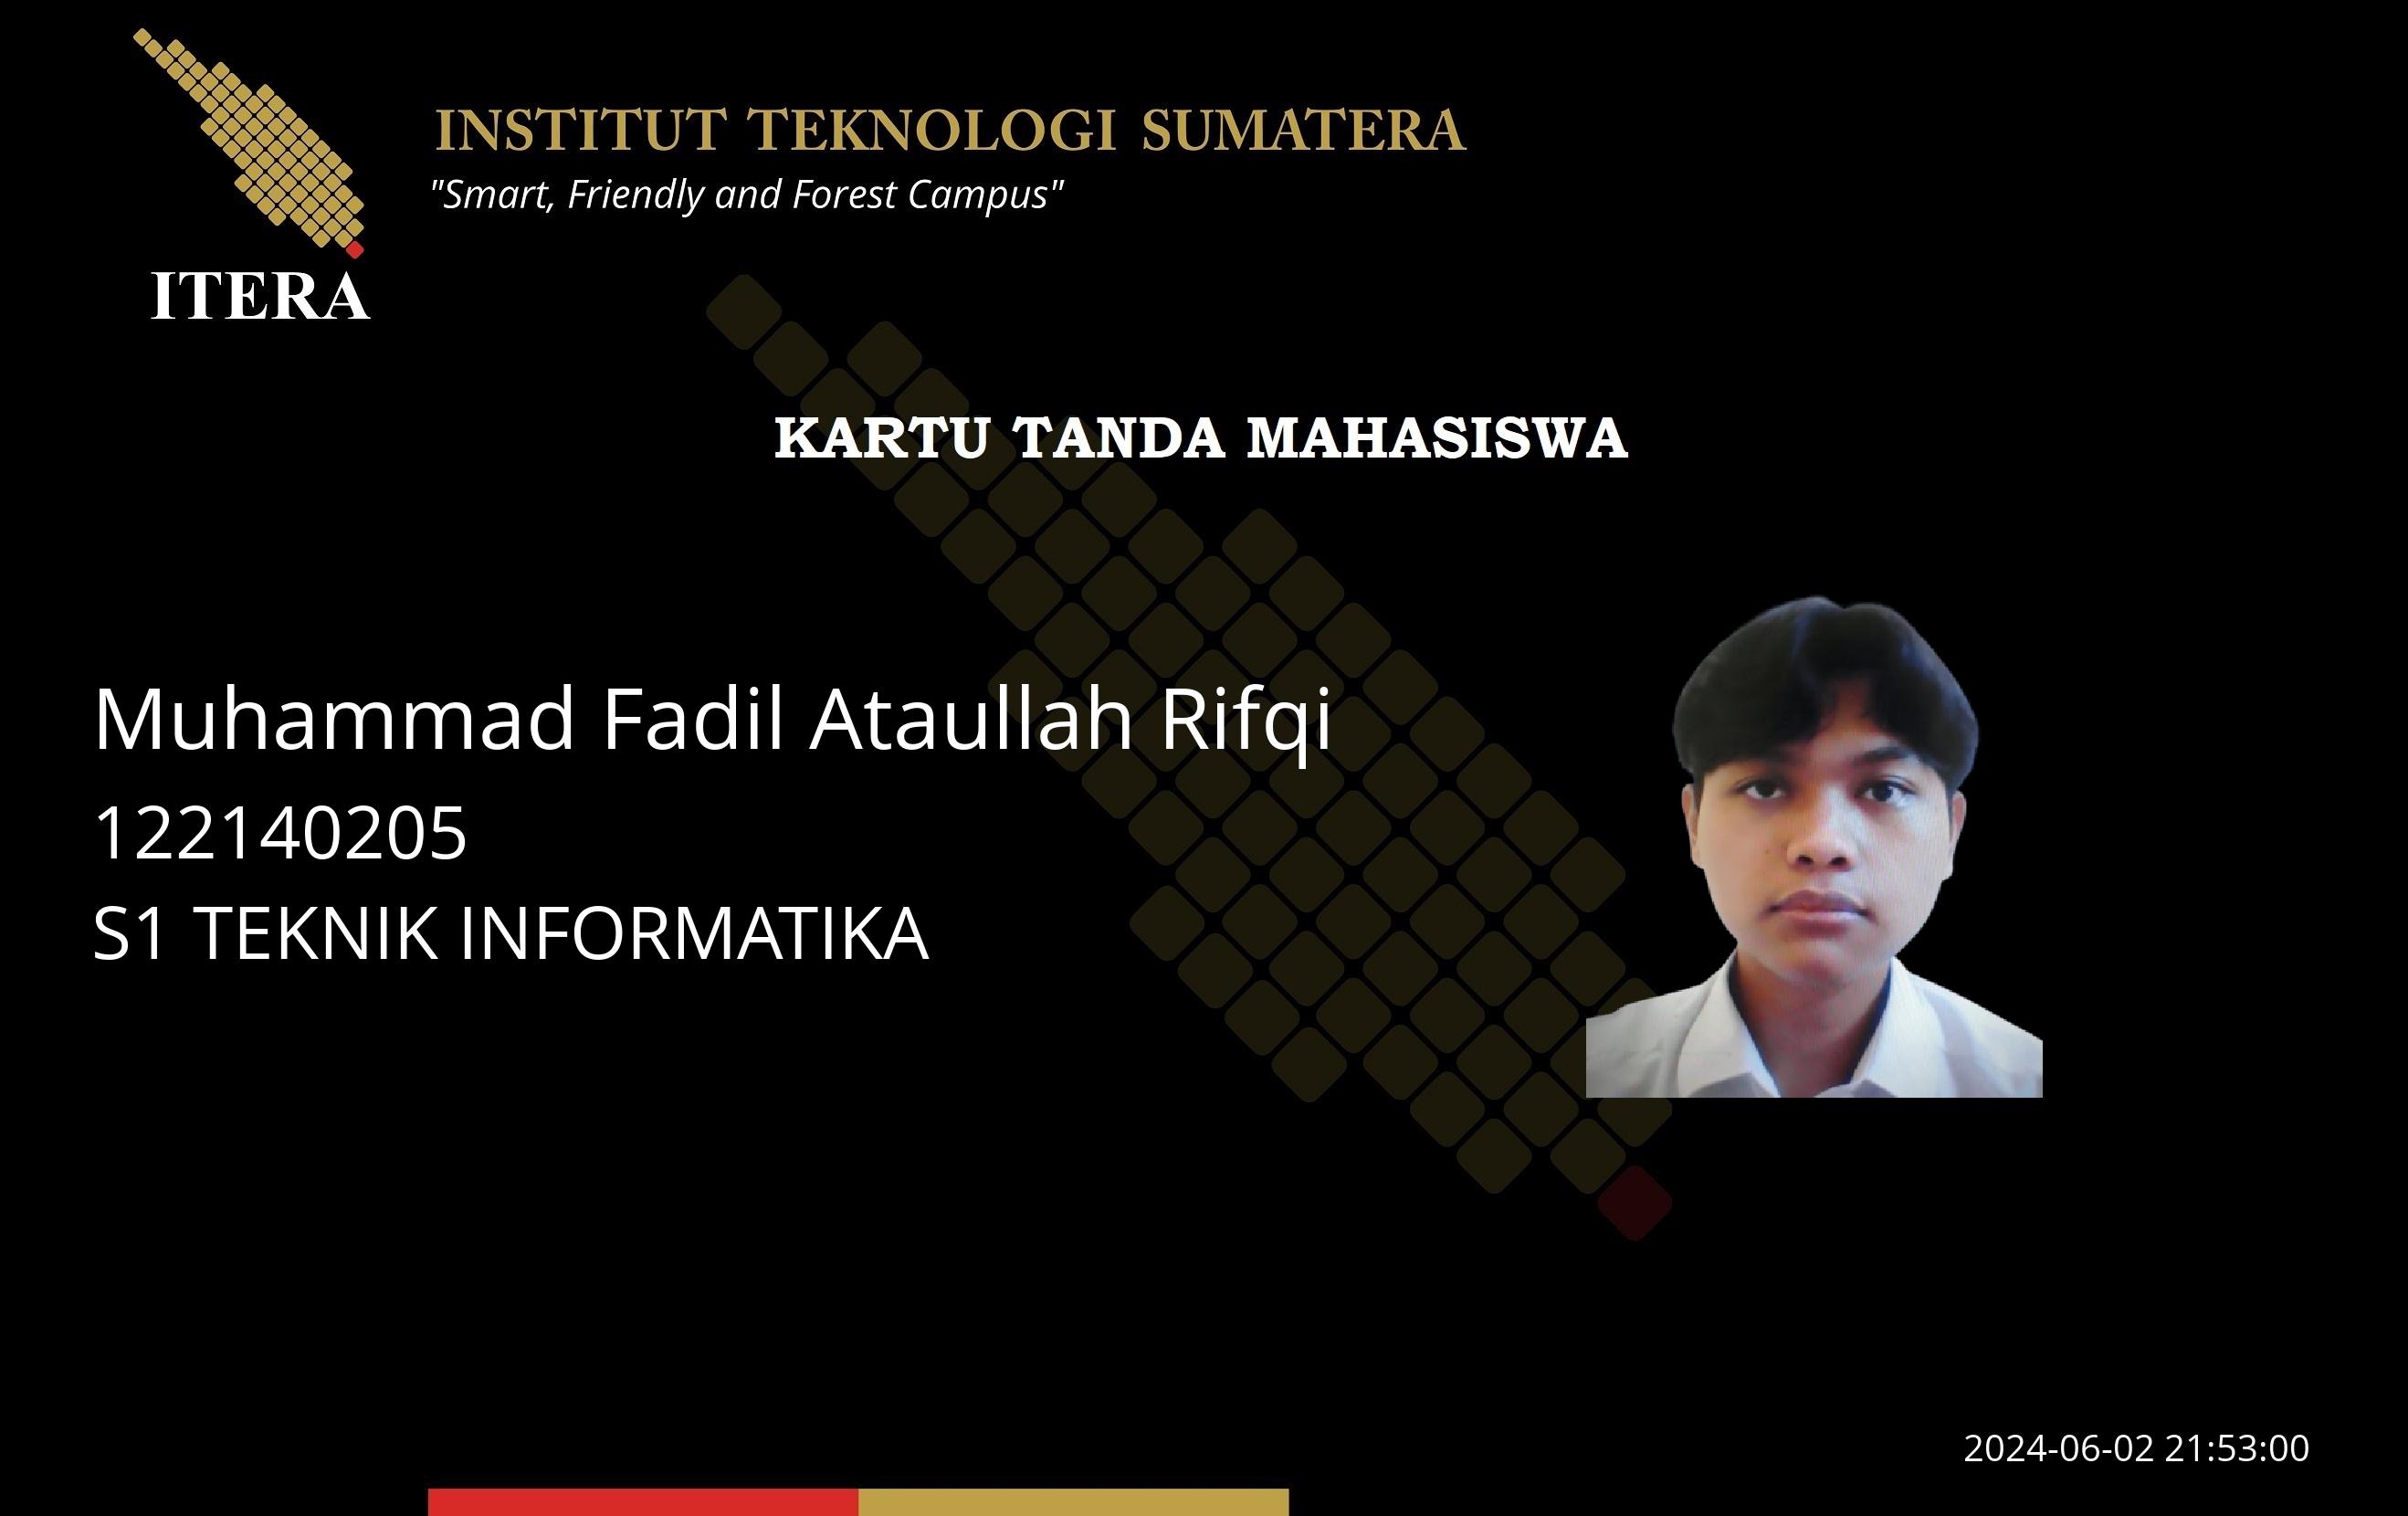 INSTITUT TEKNOLOGI SUMATERA
"Smart, Friendly and Forest Campus"
ITERA
KARTU TANDA MAHASISWA
Muhammad Fadil Ataullah Rifqi
122140205
S1 TEKNIK INFORMATIKA
2024-06-02 21:53:00